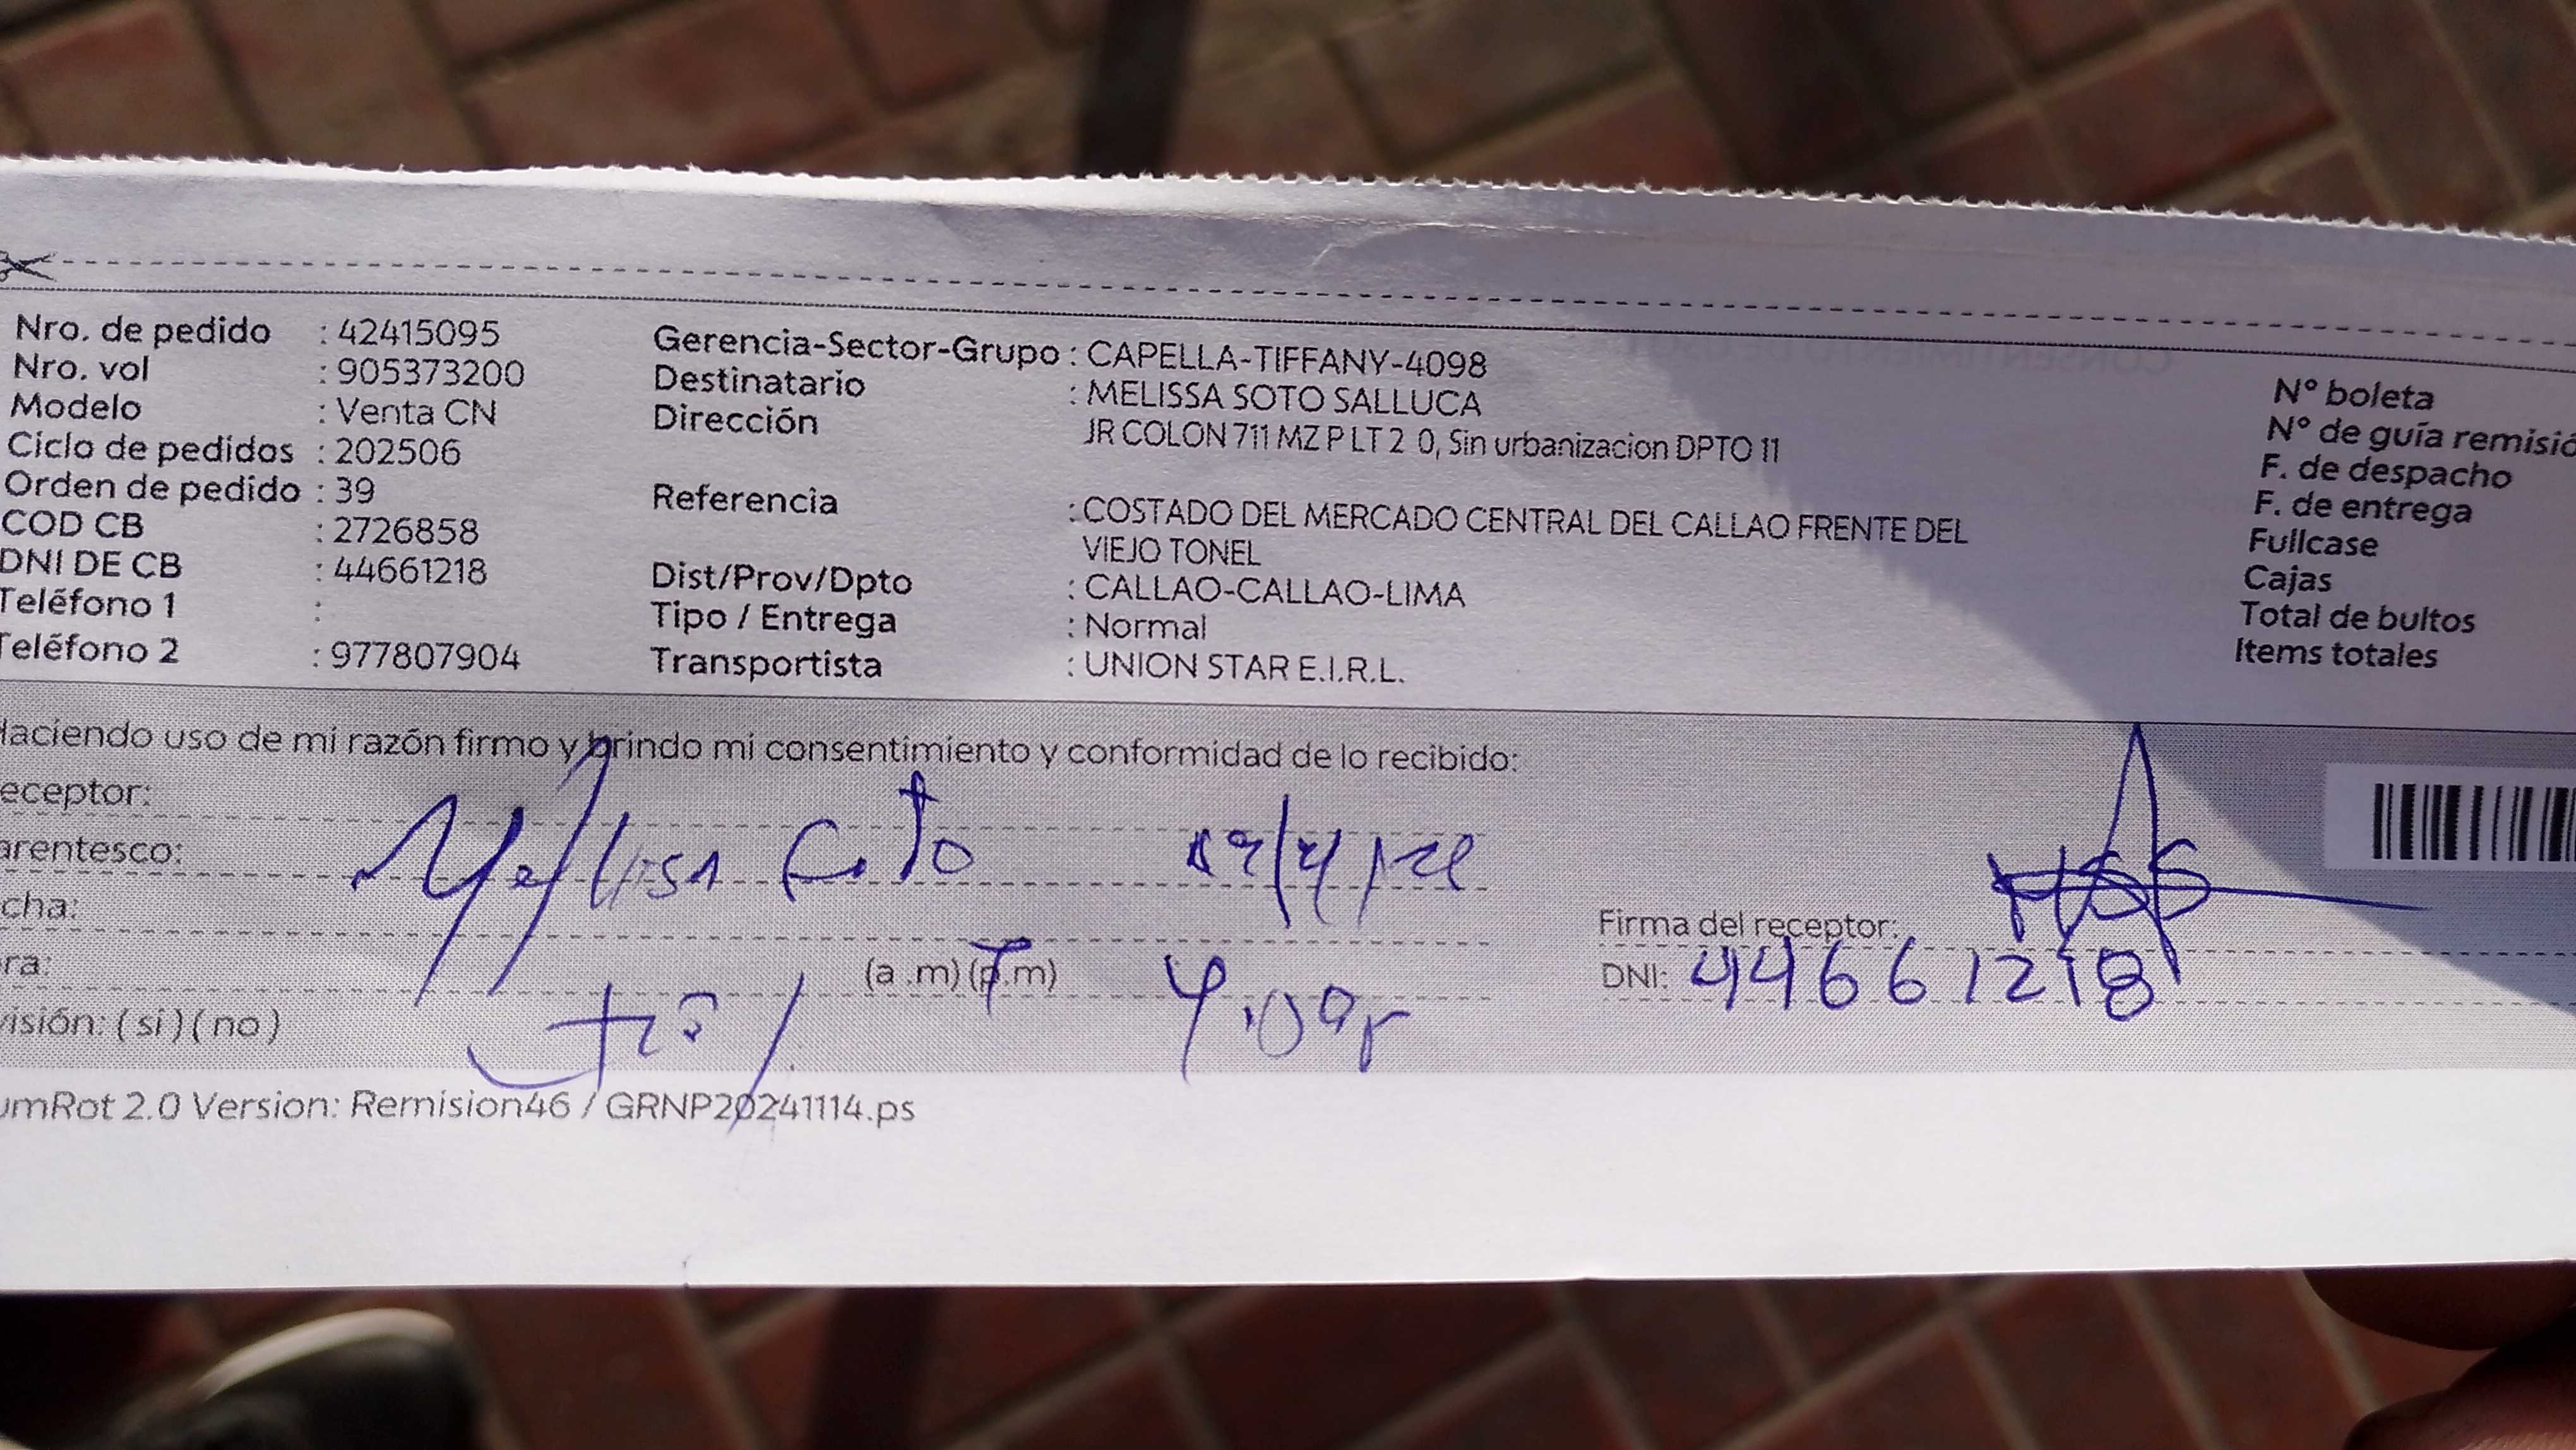 Nro. de pedido : 42415095
Nro. vol : 905373200
Modelo : Venta CN
Ciclo de pedidos : 202506
Orden de pedido : 39
COD CB : 2726858
DNI DE CB : 44661218
Teléfono 1 :
Teléfono 2 : 977807904
Gerencia-Sector-Grupo : CAPELLA-TIFFANY-4098
Destinatario : MELISSA SOTO SALLUCA
Dirección : JR COLON 711 MZ P LT 2 0, Sin urbanizacion DPTO 11
Referencia : COSTADO DEL MERCADO CENTRAL DEL CALLAO FRENTE DEL
VIEJO TONEL
Dist/Prov/Dpto : CALLAO-CALLAO-LIMA
Tipo / Entrega : Normal
Transportista : UNION STAR E.I.R.L.
N° boleta
N° de guía remisió
F. de despacho
F. de entrega
Fullcase
Cajas
Total de bultos
Items totales
Haciendo uso de mi razón firmo y brindo mi consentimiento y conformidad de lo recibido:
eceptor:
arentesco:
cha:
ra: (a .m) (p.m)
visión: ( si ) ( no )
Firma del receptor:
DNI: 44661218
umRot 2.0 Version: Remision46 / GRNP20241114.ps